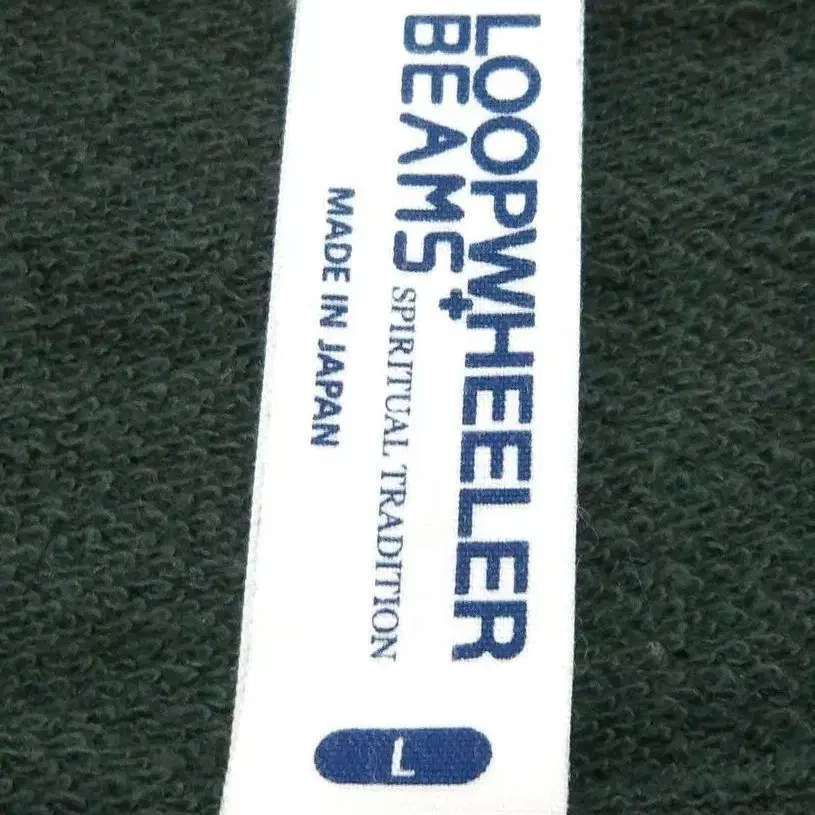 LOOPWHEELER
BEAMS+
SPIRITUAL TRADITION
MADE IN JAPAN
L